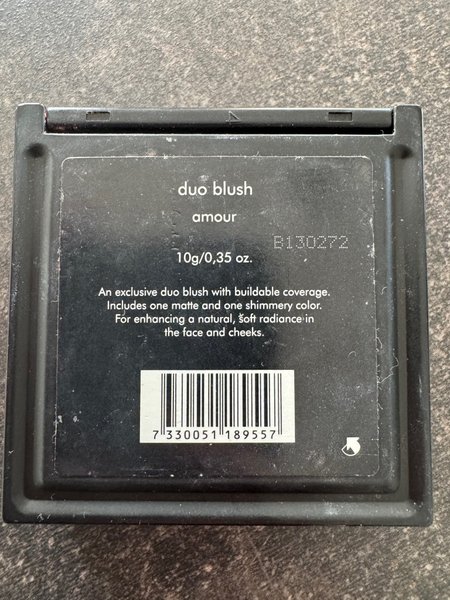 duo blush
amour
B130272
10g/0,35 oz.
An exclusive duo blush with buildable coverage.
Includes one matte and one shimmery color.
For enhancing a natural, soft radiance in
the face and cheeks.
7 330051 189557